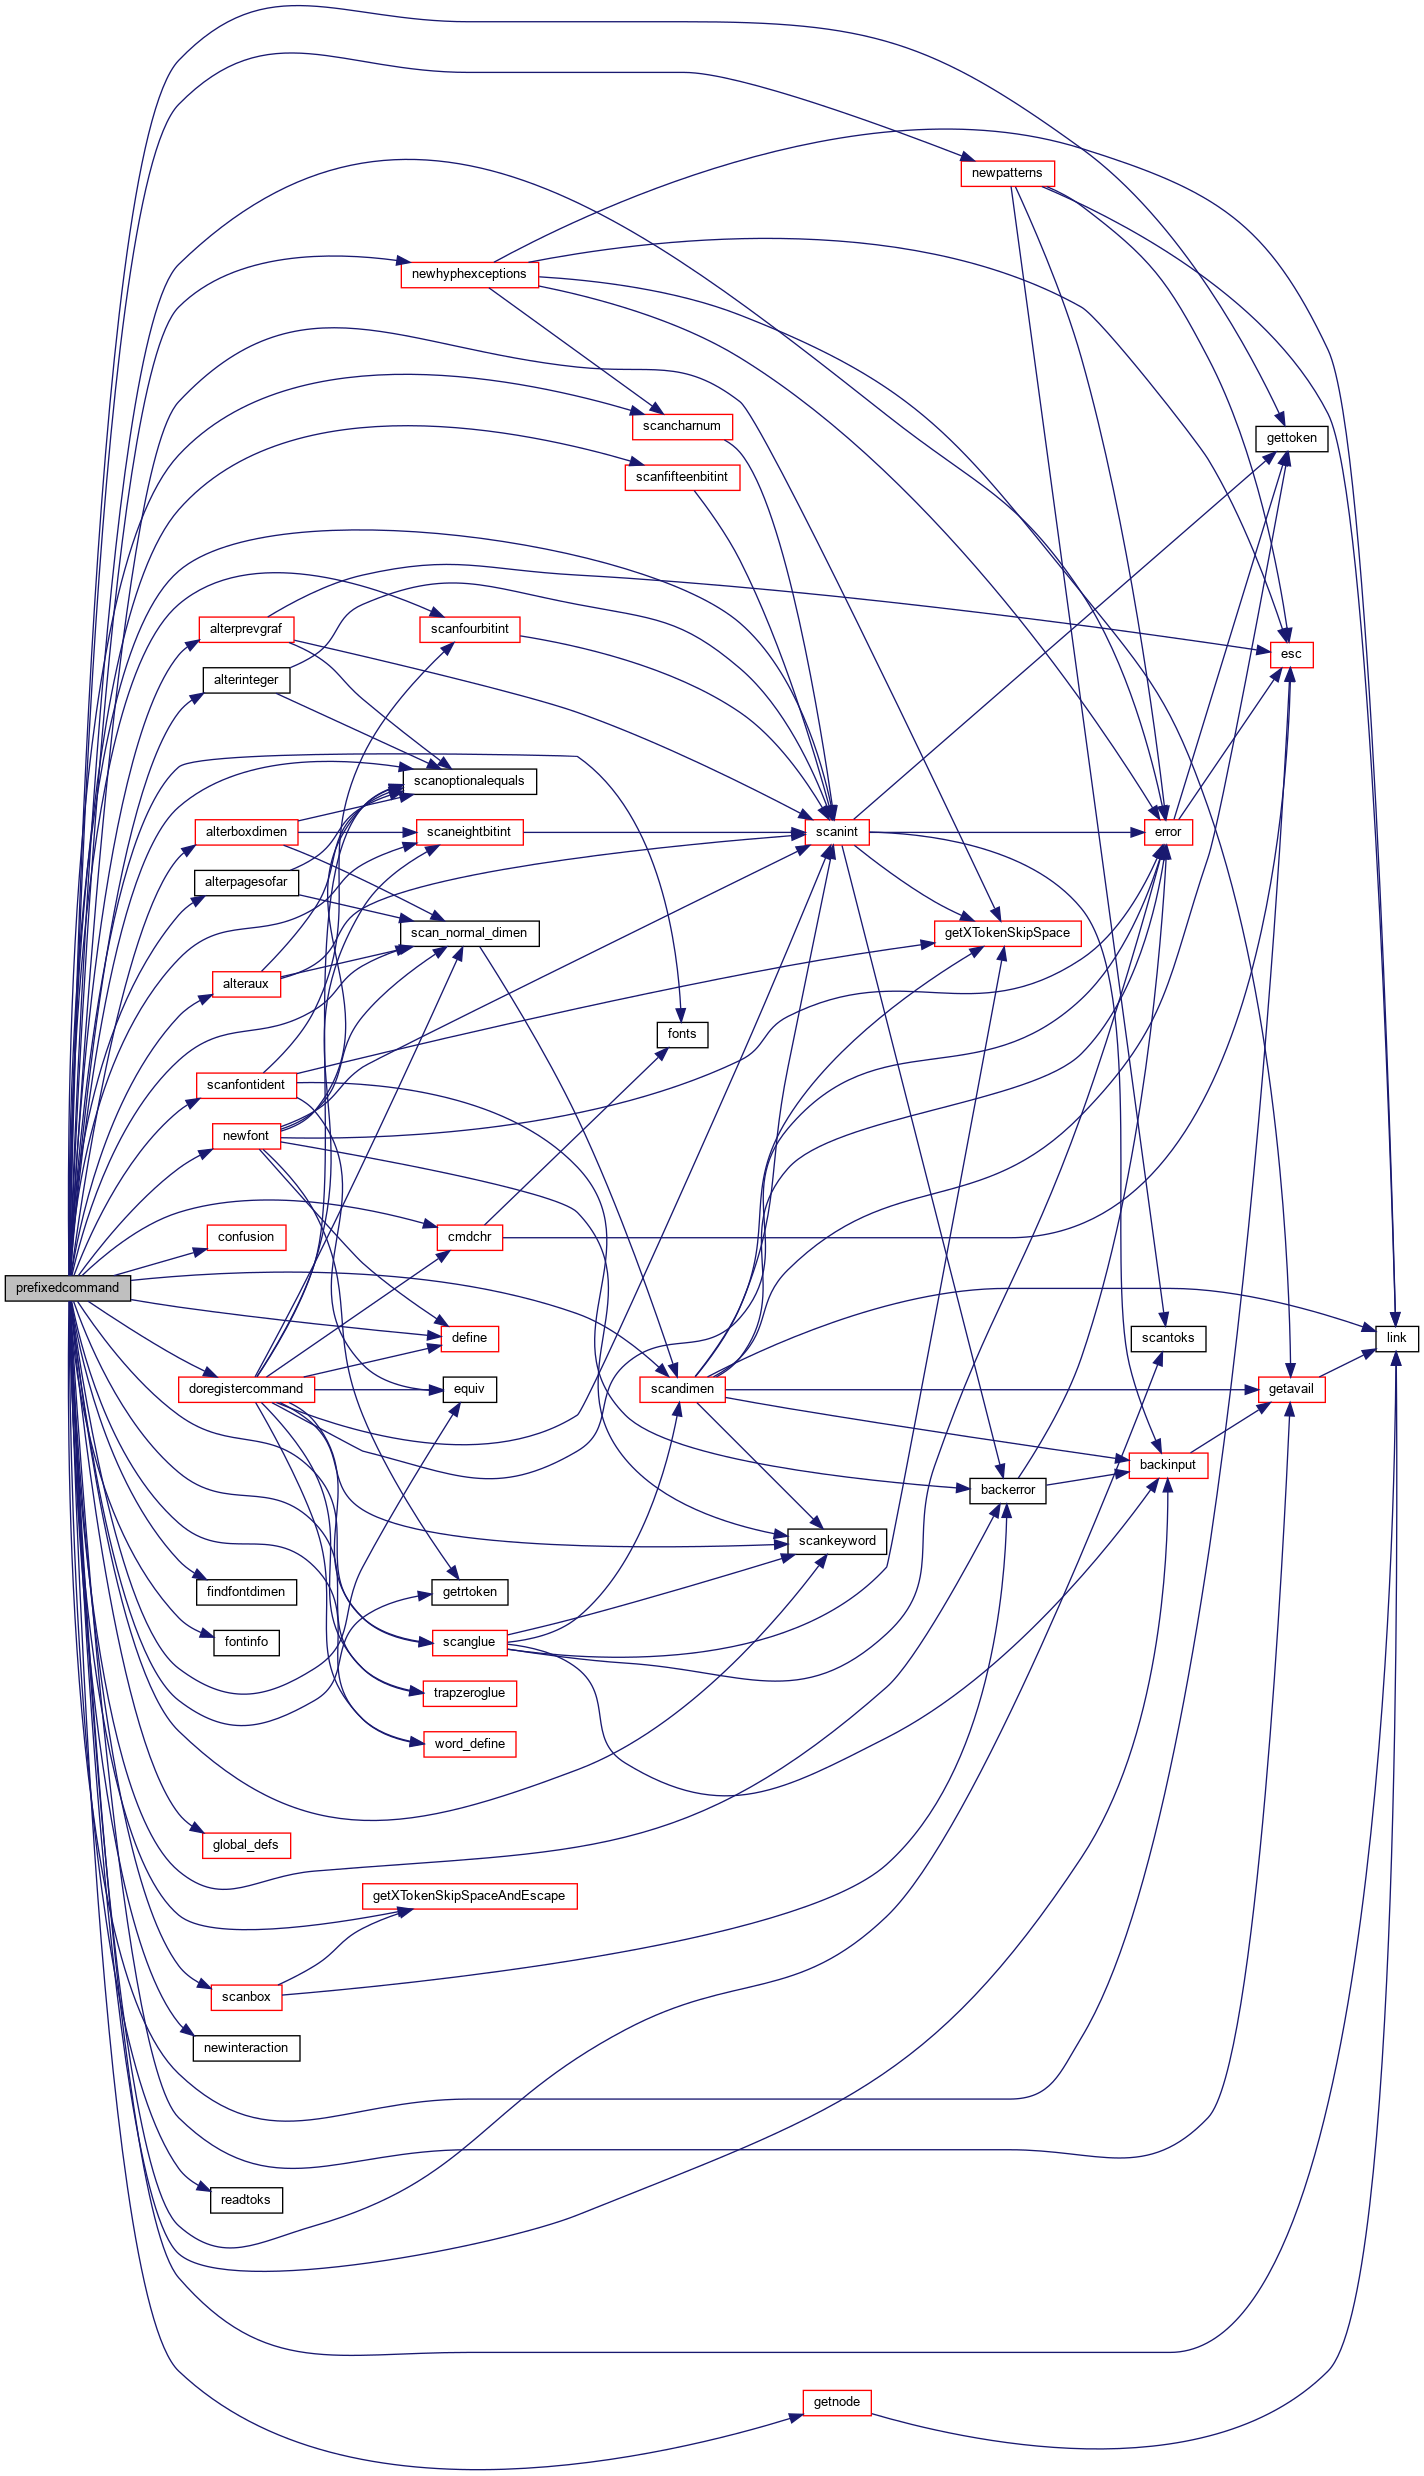 newpatterns
newhyphexceptions
scancharnum
gettoken
scanfifteenbitint
alterprevgraf
scanfourbitint
esc
alterinteger
scanoptionalequals
alterboxdimen
scaneightbitint
scanint
error
alterpagesofar
scan_normal_dimen
getXTokenSkipSpace
alteraux
fonts
scanfontident
newfont
confusion
cmdchr
prefixedcommand
define
scantoks
link
doregistercommand
equiv
scandimen
getavail
backinput
backerror
scankeyword
findfontdimen
getrtoken
fontinfo
scanglue
trapzeroglue
word_define
global_defs
getXTokenSkipSpaceAndEscape
scanbox
newinteraction
readtoks
getnode